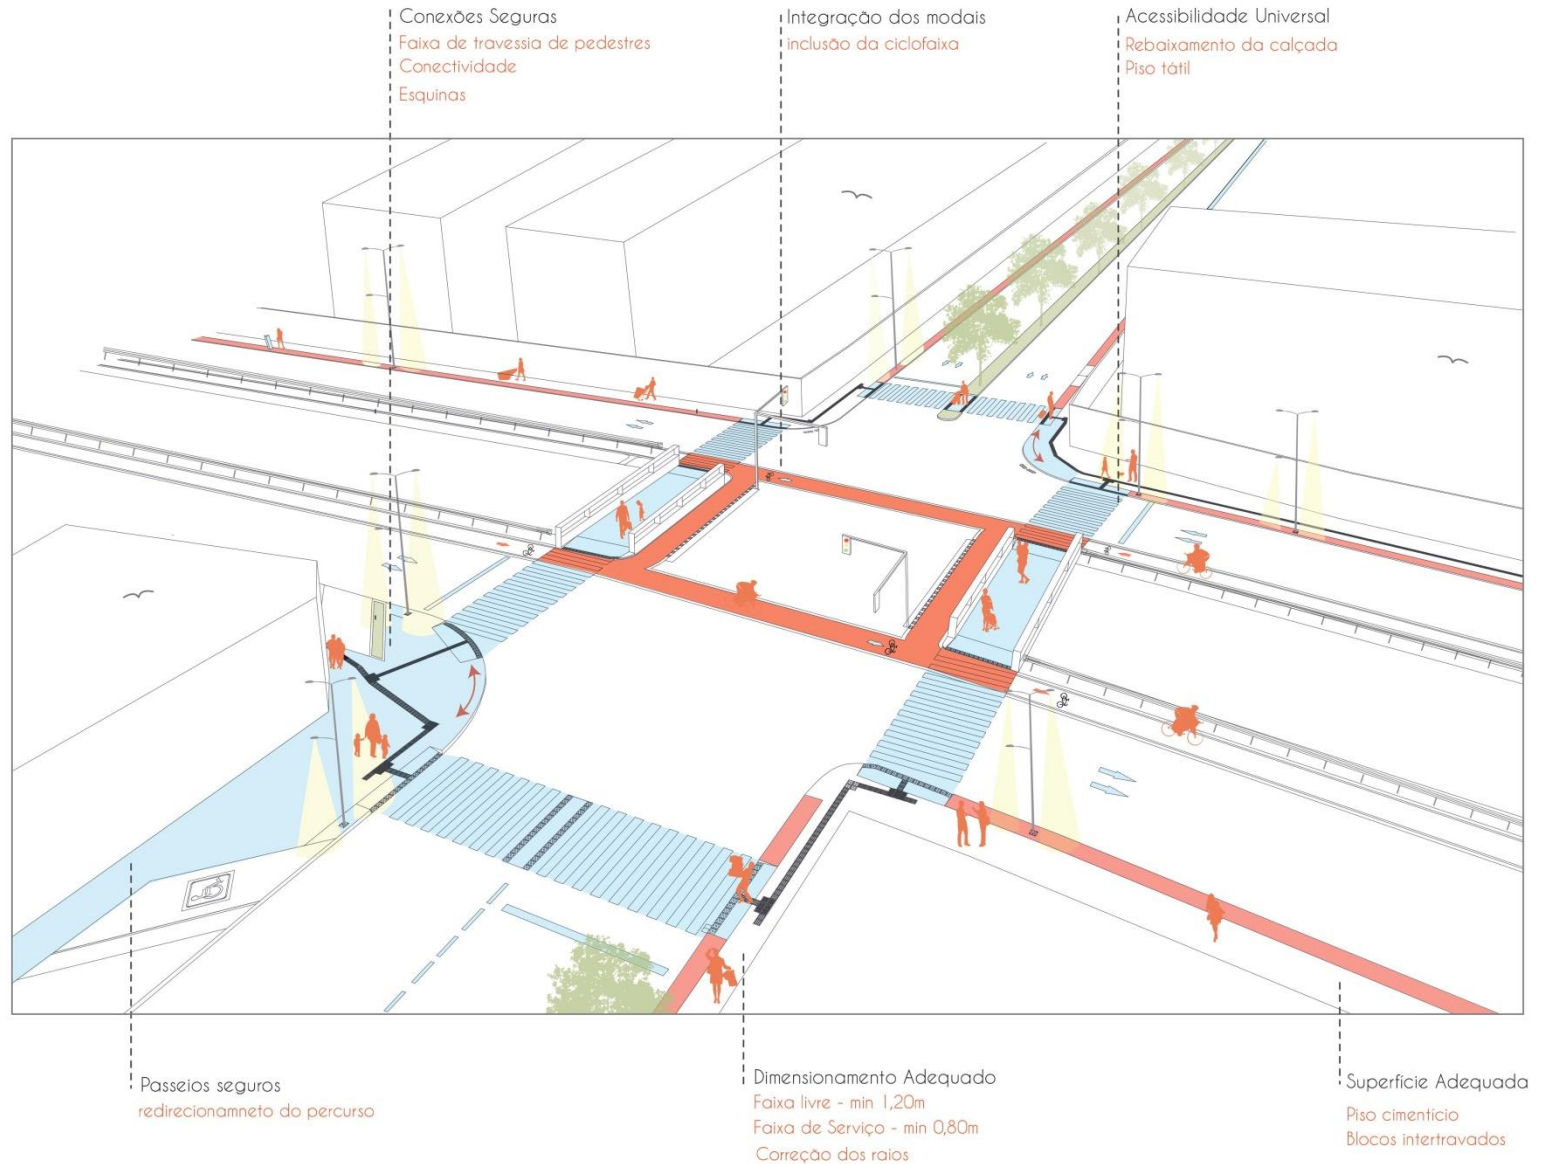 Conexões Seguras
Faixa de travessia de pedestres
Conectividade
Esquinas
Integração dos modais
inclusão da ciclofaixa
Acessibilidade Universal
Rebaixamento da calçada
Piso tátil
Passeios seguros
redirecionamneto do percurso
Dimensionamento Adequado
Faixa livre - min 1,20m
Faixa de Serviço - min 0,80m
Correção dos raios
Superfície Adequada
Piso cimentício
Blocos intertravados